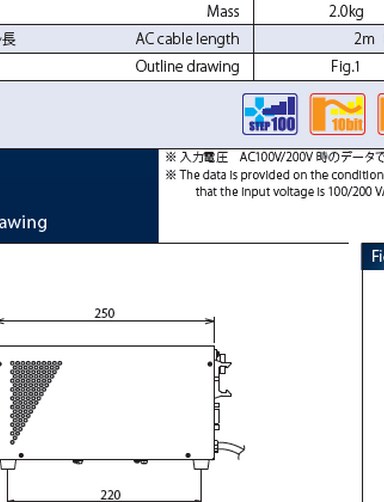 Mass 2.0kg
長 AC cable length 2m
Outline drawing Fig.1
STEP 100 10bit
※ 入力電圧 AC100V/200V 時のデータで
※ The data is provided on the condition
that the input voltage is 100/200 V
awing
250
220